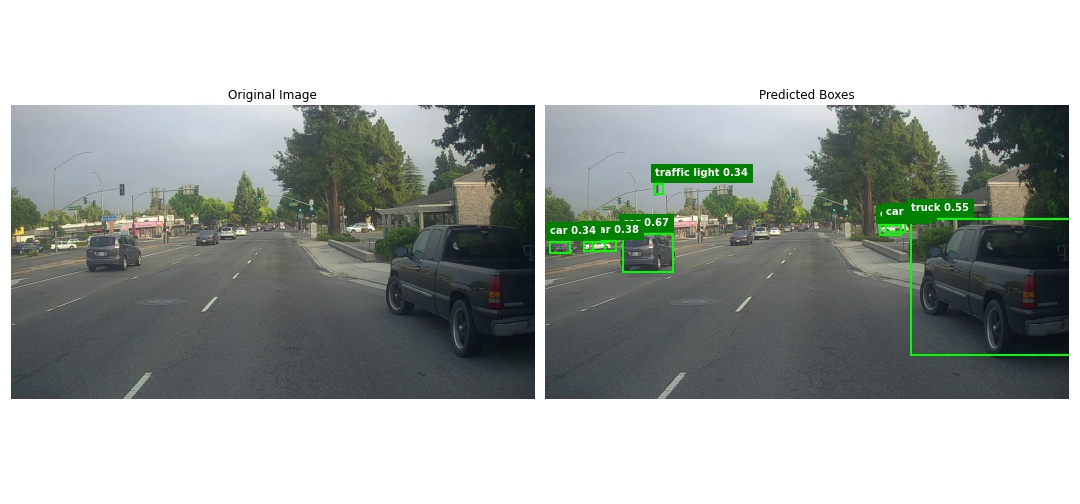 Original Image
Predicted Boxes
traffic light 0.34
car
truck 0.55
0.67
car 0.34
ar 0.38